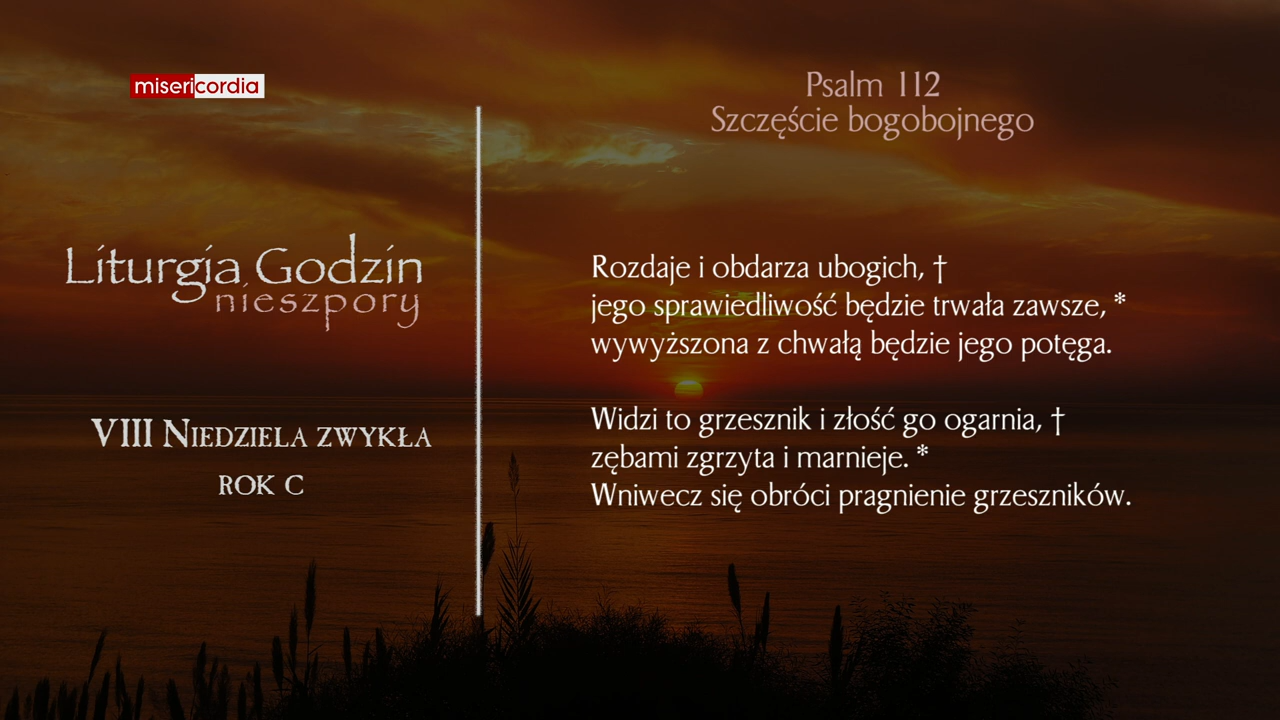 misericordia
Liturgia Godzin
nieszpory
VIII Niedziela zwykła
rok C
Psalm 112
Szczęście bogobojnego
Rozdaje i obdarza ubogich, †
jego sprawiedliwość będzie trwała zawsze, *
wywyższona z chwałą będzie jego potęga.
Widzi to grzesznik i złość go ogarnia, †
zębami zgrzyta i marnieje. *
Wniwecz się obróci pragnienie grzeszników.